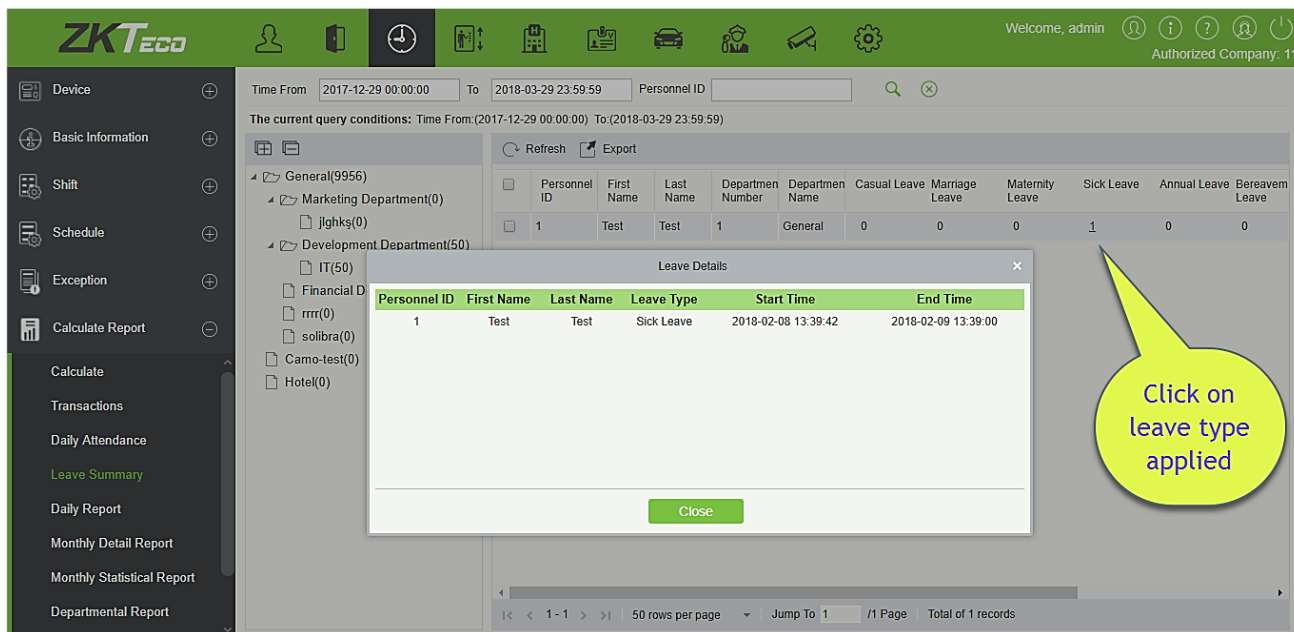 ZKTECO
Welcome, admin
Authorized Company: 11
Device
Basic Information
Shift
Schedule
Exception
Calculate Report
Calculate
Transactions
Daily Attendance
Leave Summary
Daily Report
Monthly Detail Report
Monthly Statistical Report
Departmental Report
Time From 2017-12-29 00:00:00 To 2018-03-29 23:59:59 Personnel ID
The current query conditions: Time From:(2017-12-29 00:00:00) To:(2018-03-29 23:59:59)
General(9956)
Marketing Department(0)
jlghkş(0)
Development Department(50)
IT(50)
Financial D
rrrr(0)
solibra(0)
Camo-test(0)
Hotel(0)
Refresh Export
Personnel ID First Name Last Name Departmen Number Departmen Name Casual Leave Marriage Leave Maternity Leave Sick Leave Annual Leave Bereavem Leave
1 Test Test 1 General 0 0 0 1 0 0
Leave Details
Personnel ID First Name Last Name Leave Type Start Time End Time
1 Test Test Sick Leave 2018-02-08 13:39:42 2018-02-09 13:39:00
Close
Click on
leave type
applied
1-1 50 rows per page Jump To 1 /1 Page Total of 1 records